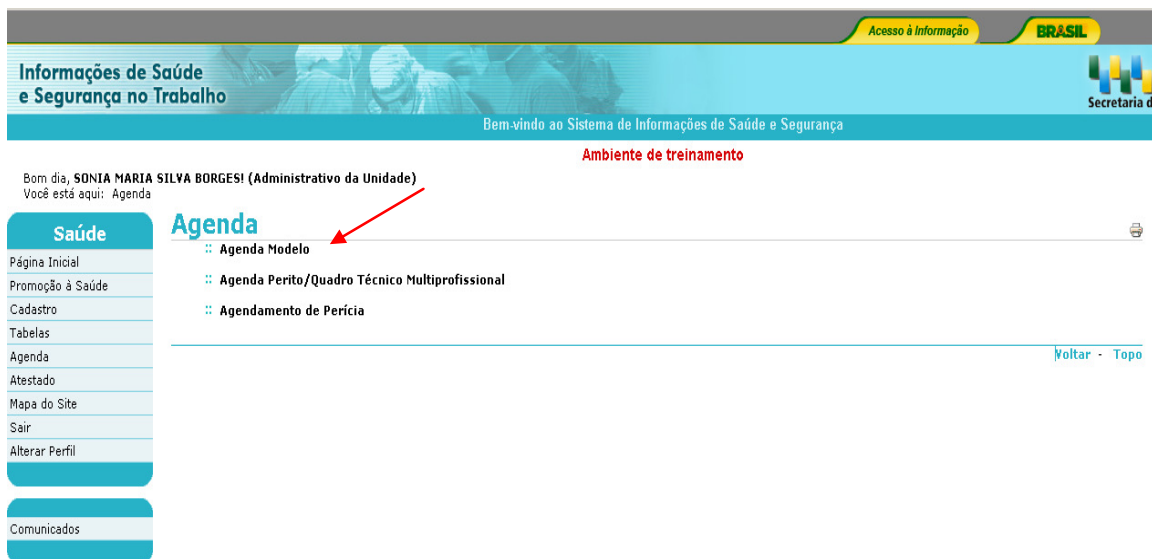 Acesso à Informação
BRASIL
Informações de Saúde
e Segurança no Trabalho
Secretaria d
Bem-vindo ao Sistema de Informações de Saúde e Segurança
Ambiente de treinamento
Bom dia, SONIA MARIA SILVA BORGES! (Administrativo da Unidade)
Você está aqui: Agenda
Saúde
Página Inicial
Promoção à Saúde
Cadastro
Tabelas
Agenda
Atestado
Mapa do Site
Sair
Alterar Perfil
Comunicados
Agenda
:: Agenda Modelo
:: Agenda Perito/Quadro Técnico Multiprofissional
:: Agendamento de Perícia
Voltar - Topo